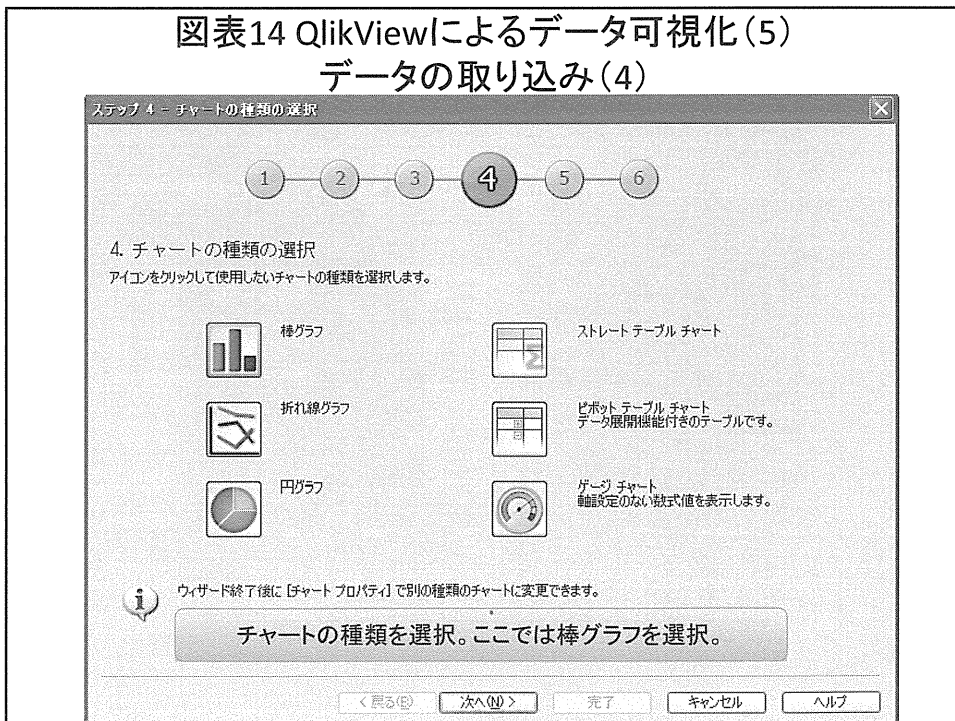 図表14 QlikViewによるデータ可視化(5)
データの取り込み(4)
ステップ 4 - チャートの種類の選択
1 2 3 4 5 6
4. チャートの種類の選択
アイコンをクリックして使用したいチャートの種類を選択します。
棒グラフ
ストレート テーブル チャート
折れ線グラフ
ピボット テーブル チャート
データ展開機能付きのテーブルです。
円グラフ
ゲージ チャート
軸設定のない数式値を表示します。
ウィザード終了後に [チャート プロパティ] で別の種類のチャートに変更できます。
チャートの種類を選択。ここでは棒グラフを選択。
< 戻る(B) 次へ(N) > 完了 キャンセル ヘルプ